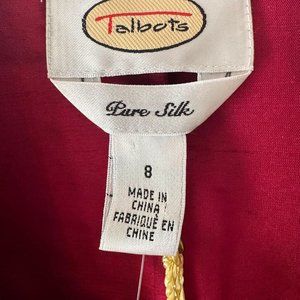 Talbots
Pure Silk
8
MADE IN
CHINA
FABRIQUÉ EN
CHINE